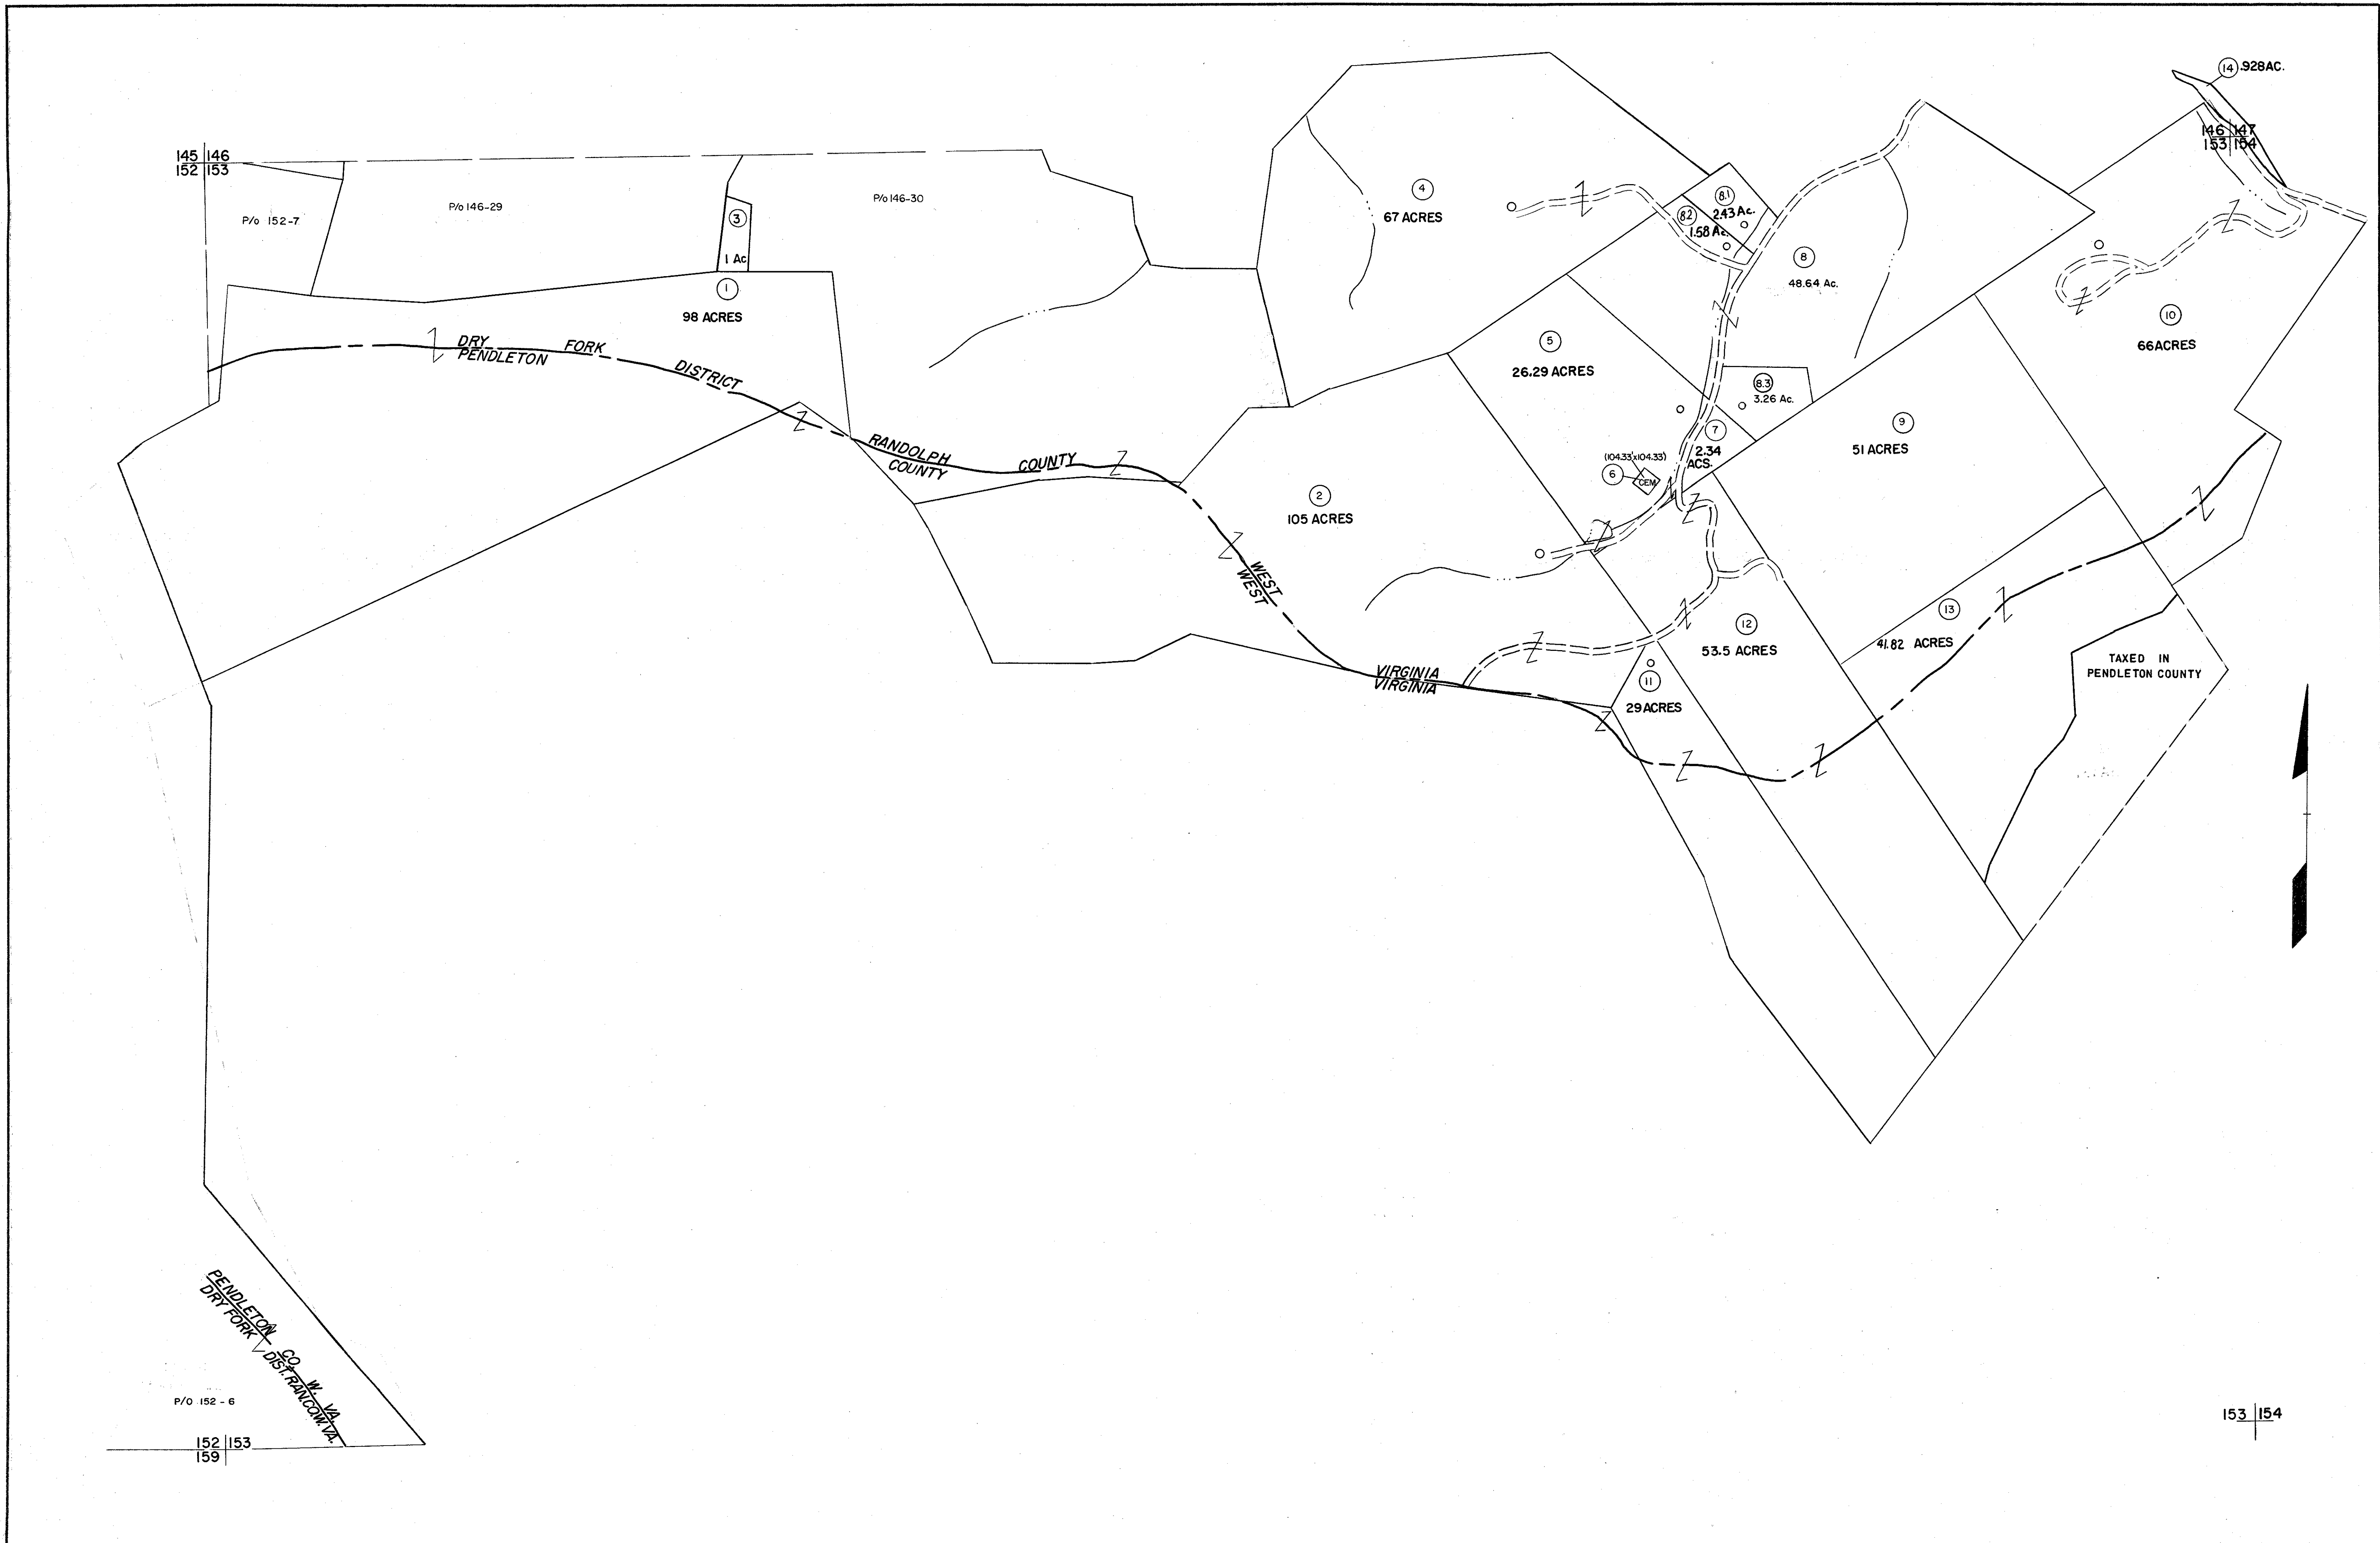 14 .928AC.
146 147
153 154
145 146
152 153
P/o 152-7
P/o 146-29
P/o 146-30
3
1 Ac
1
98 ACRES
4
67 ACRES
8.1
2.43 Ac.
8.2
1.58 Ac.
8
48.64 Ac.
10
66 ACRES
5
26.29 ACRES
8.3
3.26 Ac.
7
2.34
ACS.
9
51 ACRES
(104.33'x104.33)
6
CEM
2
105 ACRES
DRY FORK DISTRICT
PENDLETON
RANDOLPH COUNTY
COUNTY
WEST
WEST
VIRGINIA
VIRGINIA
11
29 ACRES
12
53.5 ACRES
13
41.82 ACRES
TAXED IN
PENDLETON COUNTY
PENDLETON CO. W. VA.
DRY FORK DIST. RAN.CO.W.VA.
P/O 152 - 6
152 153
159
153 154